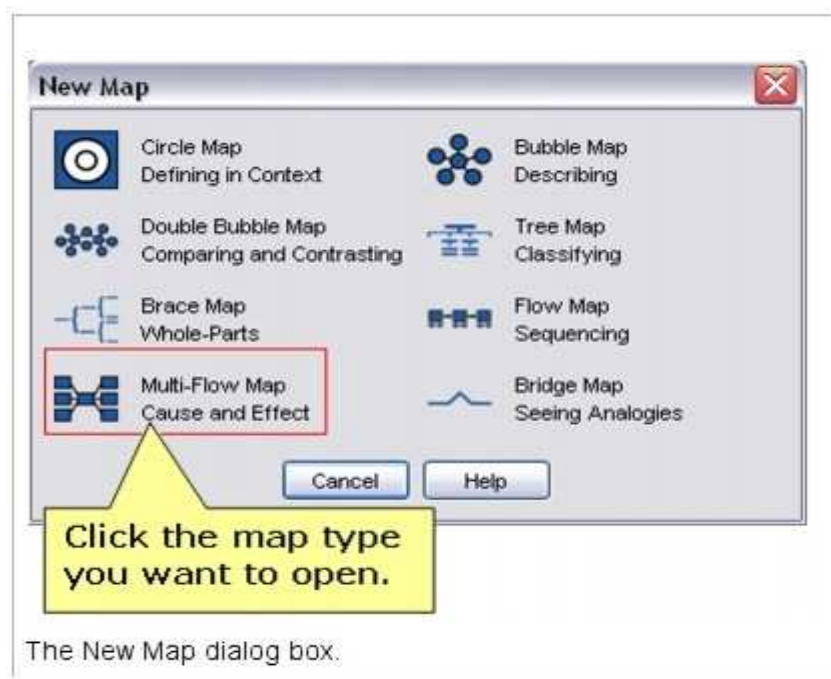 New Map
Circle Map
Defining in Context
Bubble Map
Describing
Double Bubble Map
Comparing and Contrasting
Tree Map
Classifying
Brace Map
Whole-Parts
Flow Map
Sequencing
Multi-Flow Map
Cause and Effect
Bridge Map
Seeing Analogies
Cancel
Help
Click the map type
you want to open.
The New Map dialog box.